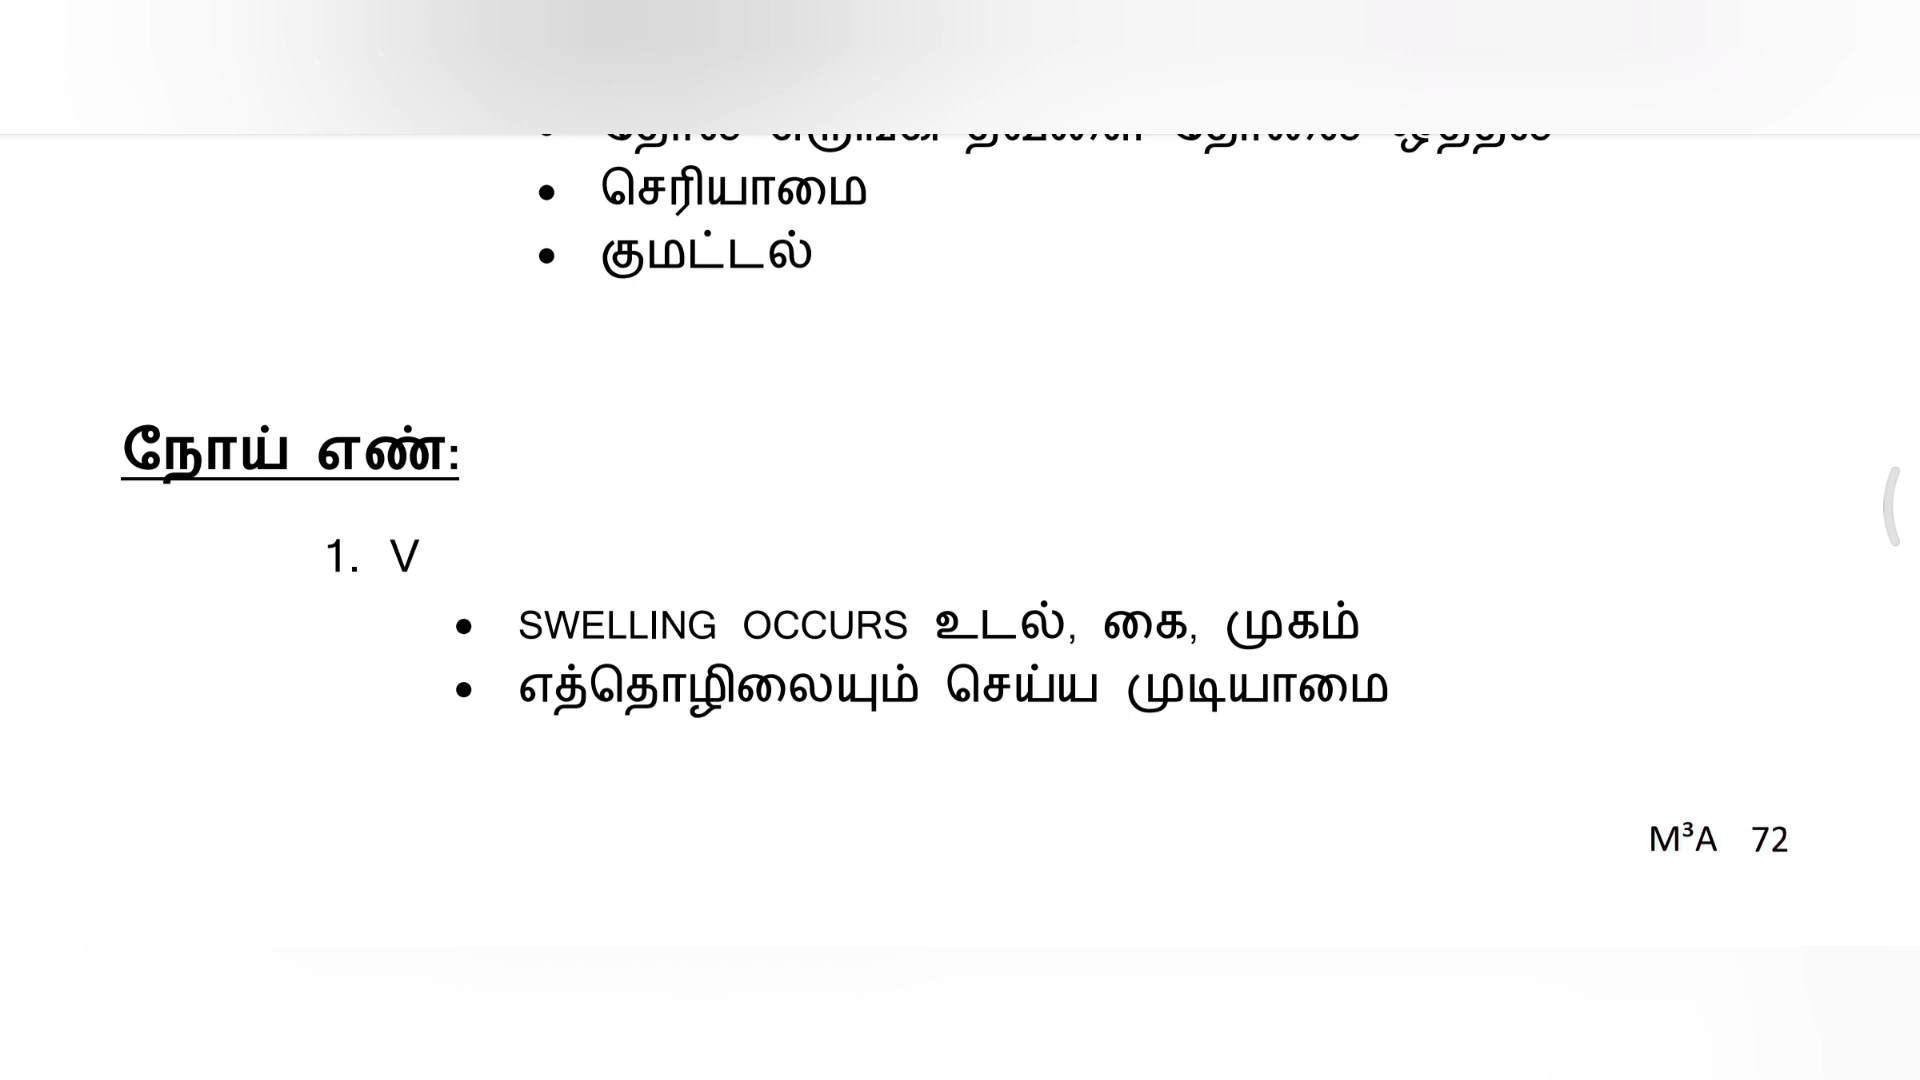 • செரியாமை
• குமட்டல்
நோய் எண்:
1. V
• SWELLING OCCURS உடல், கை, முகம்
• எத்தொழிலையும் செய்ய முடியாமை
M³A 72